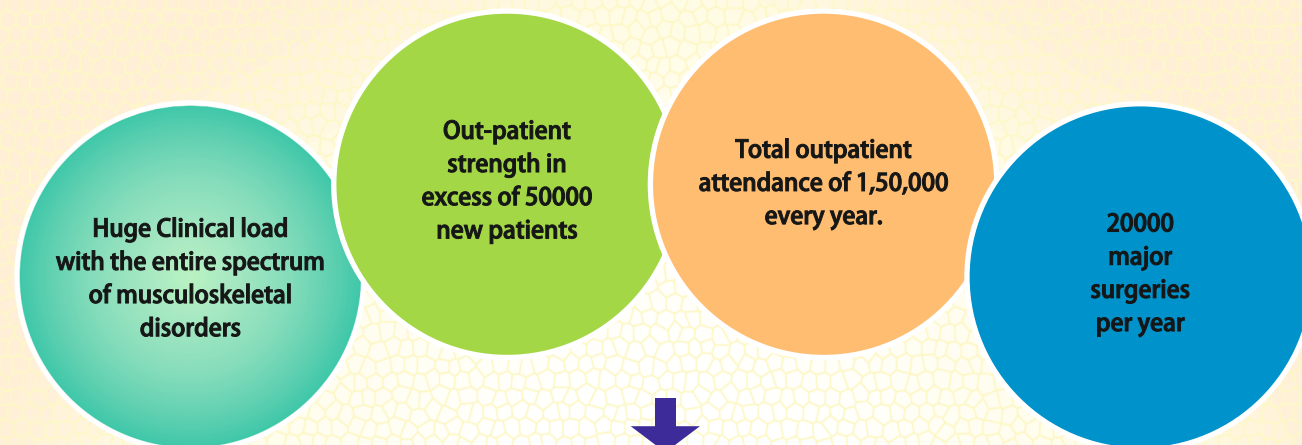 Huge Clinical load
with the entire spectrum
of musculoskeletal
disorders
Out-patient
strength in
excess of 50000
new patients
Total outpatient
attendance of 1,50,000
every year.
20000
major
surgeries
per year